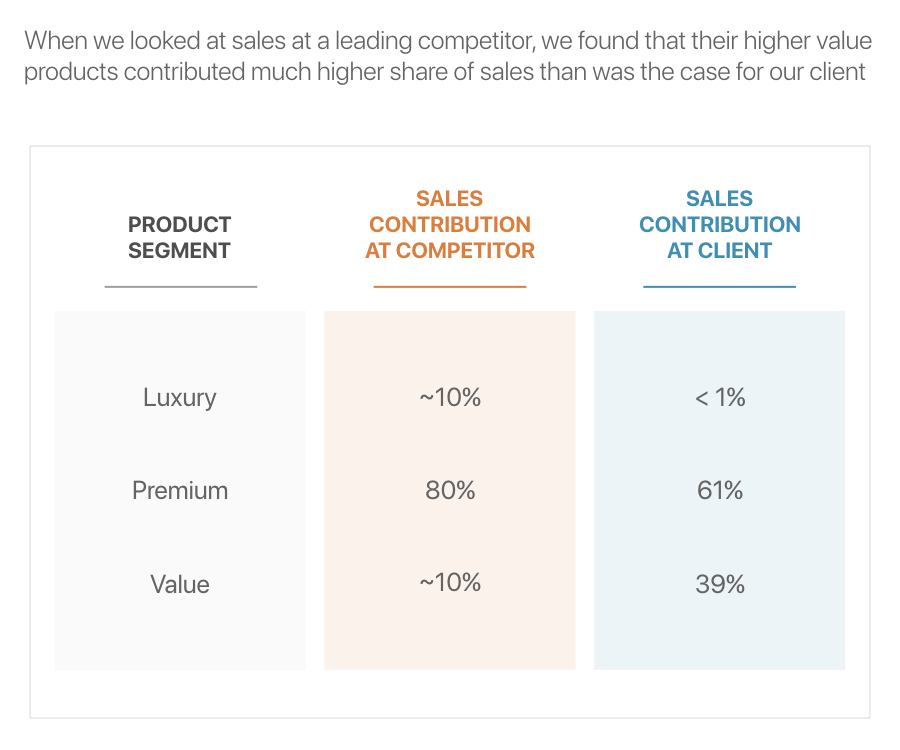 When we looked at sales at a leading competitor, we found that their higher value
products contributed much higher share of sales than was the case for our client
PRODUCT
SEGMENT
SALES
CONTRIBUTION
AT COMPETITOR
SALES
CONTRIBUTION
AT CLIENT
Luxury ~10% < 1%
Premium 80% 61%
Value ~10% 39%